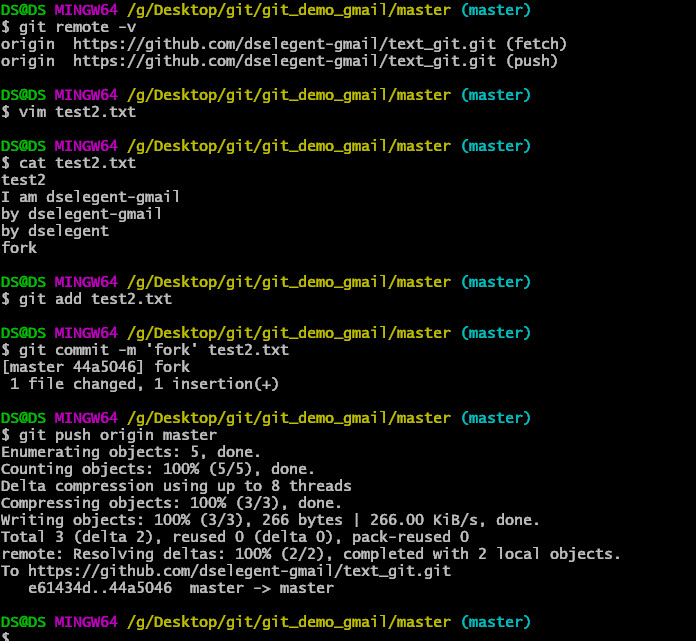 DS@DS MINGW64 /g/Desktop/git/git_demo_gmail/master (master)
$ git remote -v
origin  https://github.com/dselegent-gmail/text_git.git (fetch)
origin  https://github.com/dselegent-gmail/text_git.git (push)
DS@DS MINGW64 /g/Desktop/git/git_demo_gmail/master (master)
$ vim test2.txt
DS@DS MINGW64 /g/Desktop/git/git_demo_gmail/master (master)
$ cat test2.txt
test2
I am dselegent-gmail
by dselegent-gmail
by dselegent
fork
DS@DS MINGW64 /g/Desktop/git/git_demo_gmail/master (master)
$ git add test2.txt
DS@DS MINGW64 /g/Desktop/git/git_demo_gmail/master (master)
$ git commit -m 'fork' test2.txt
[master 44a5046] fork
 1 file changed, 1 insertion(+)
DS@DS MINGW64 /g/Desktop/git/git_demo_gmail/master (master)
$ git push origin master
Enumerating objects: 5, done.
Counting objects: 100% (5/5), done.
Delta compression using up to 8 threads
Compressing objects: 100% (3/3), done.
Writing objects: 100% (3/3), 266 bytes | 266.00 KiB/s, done.
Total 3 (delta 2), reused 0 (delta 0), pack-reused 0
remote: Resolving deltas: 100% (2/2), completed with 2 local objects.
To https://github.com/dselegent-gmail/text_git.git
   e61434d..44a5046  master -> master
DS@DS MINGW64 /g/Desktop/git/git_demo_gmail/master (master)
$